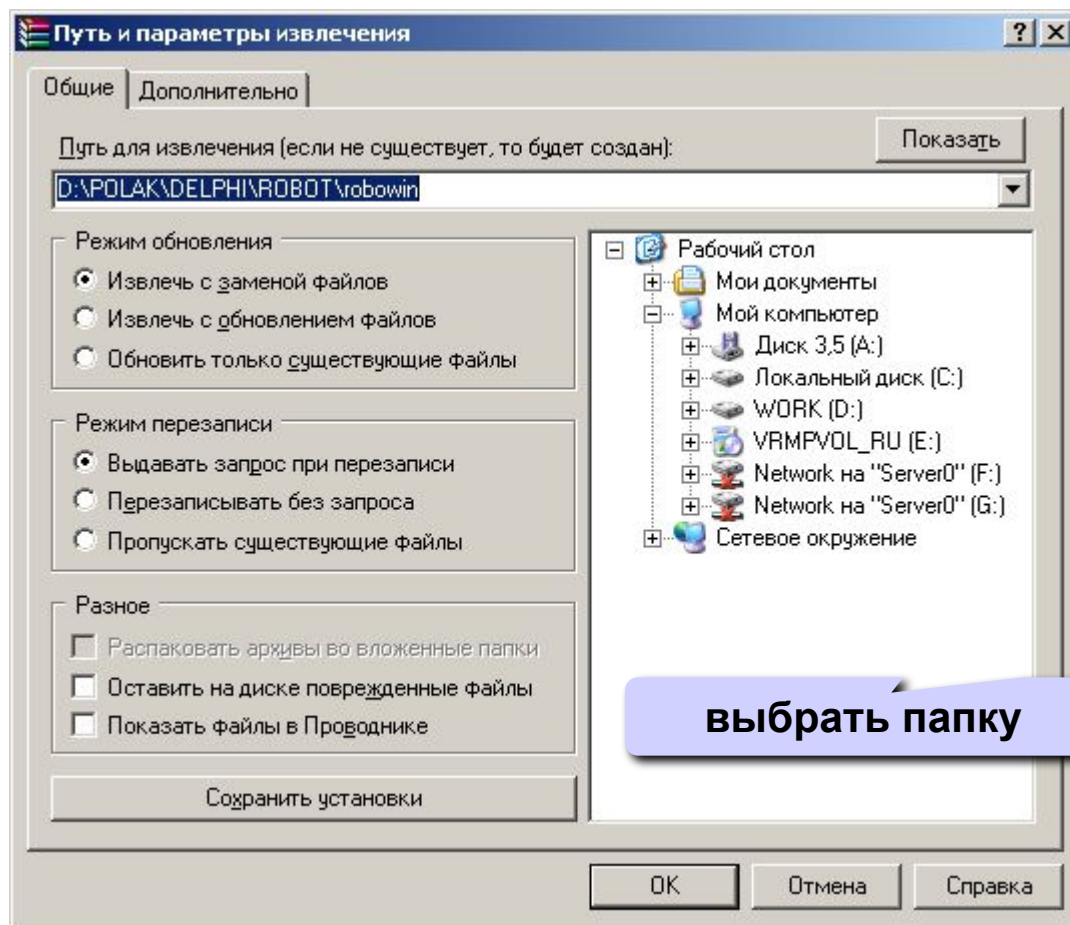 Путь и параметры извлечения
Общие
Дополнительно
Путь для извлечения (если не существует, то будет создан):
Показать
D:\POLAK\DELPHI\ROBOT\robowin
Режим обновления
Извлечь с заменой файлов
Извлечь с обновлением файлов
Обновить только существующие файлы
Режим перезаписи
Выдавать запрос при перезаписи
Перезаписывать без запроса
Пропускать существующие файлы
Разное
Распаковать архивы во вложенные папки
Оставить на диске поврежденные файлы
Показать файлы в Проводнике
Сохранить установки
Рабочий стол
Мои документы
Мой компьютер
Диск 3,5 (A:)
Локальный диск (C:)
WORK (D:)
VRMPVOL_RU (E:)
Network на "Server0" (F:)
Network на "Server0" (G:)
Сетевое окружение
выбрать папку
OK
Отмена
Справка